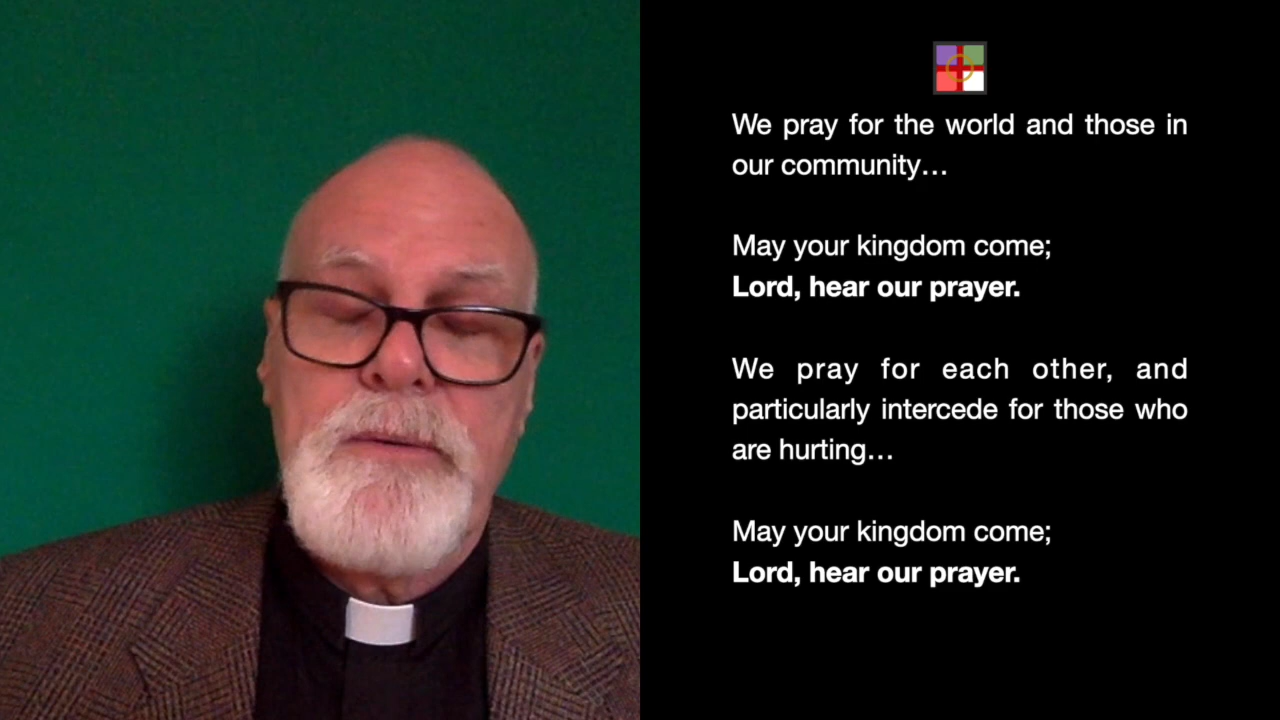 We pray for the world and those in
our community…
May your kingdom come;
Lord, hear our prayer.
We pray for each other, and
particularly intercede for those who
are hurting…
May your kingdom come;
Lord, hear our prayer.